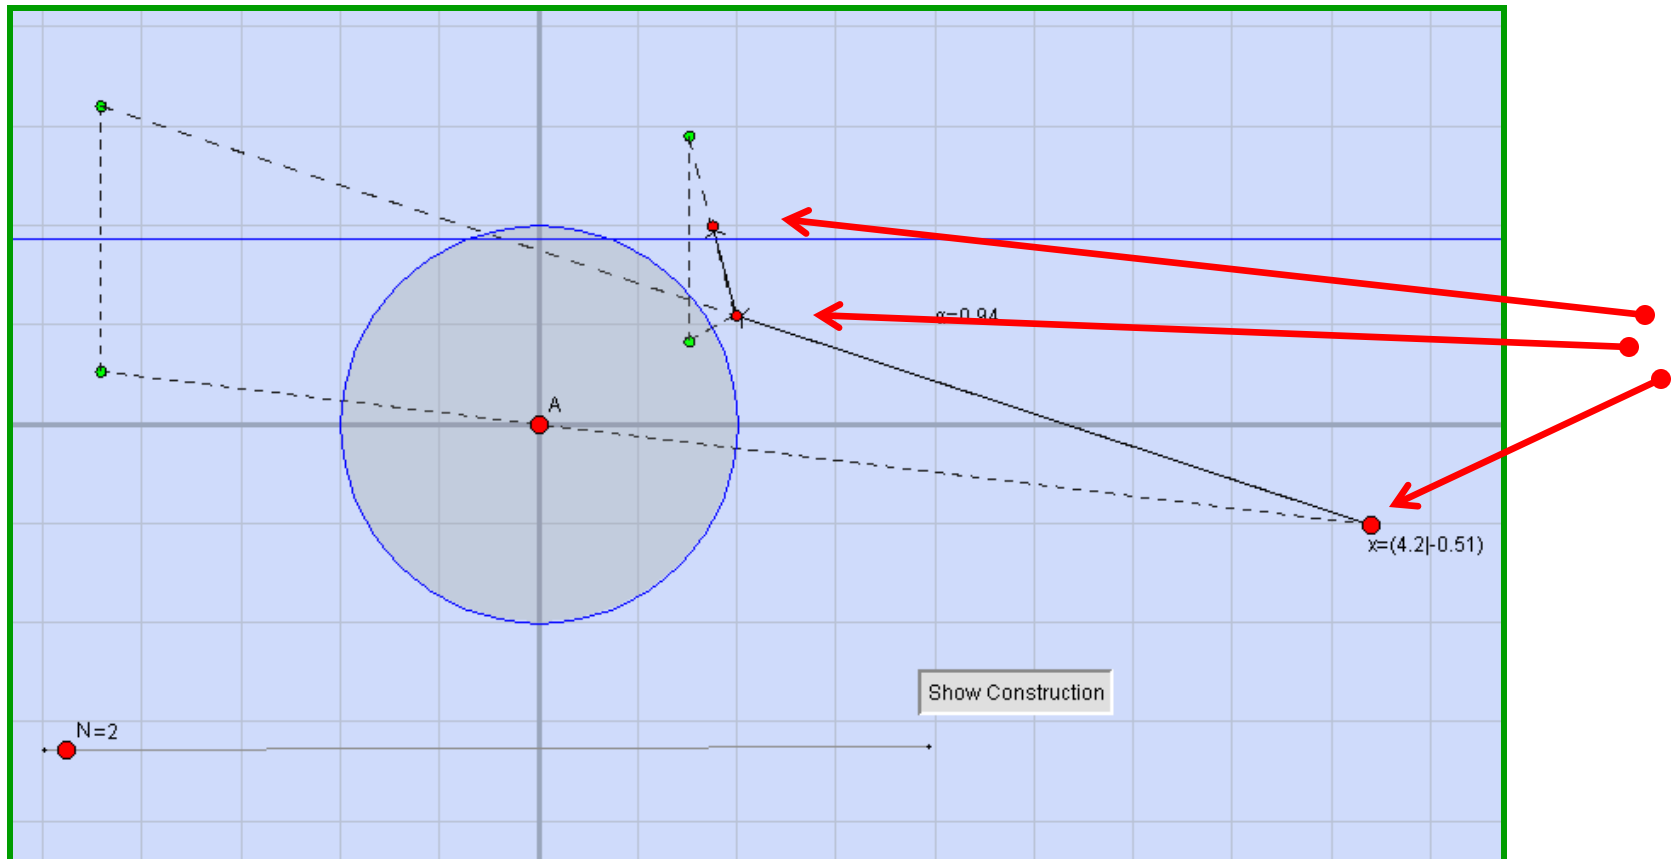 A
α=0.94
x=(4.2|-0.51)
Show Construction
N=2